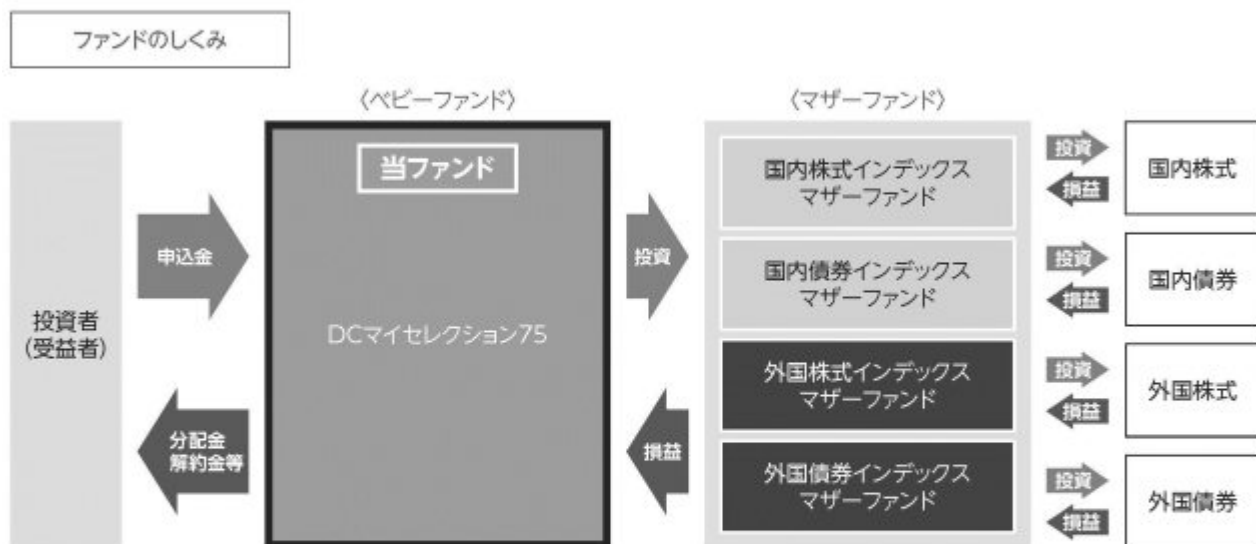 ファンドのしくみ
〈ベビーファンド〉
〈マザーファンド〉
投資者
(受益者)
申込金
分配金
解約金等
当ファンド
DCマイセレクション75
投資
損益
国内株式インデックス
マザーファンド
国内債券インデックス
マザーファンド
外国株式インデックス
マザーファンド
外国債券インデックス
マザーファンド
投資
損益
国内株式
投資
損益
国内債券
投資
損益
外国株式
投資
損益
外国債券